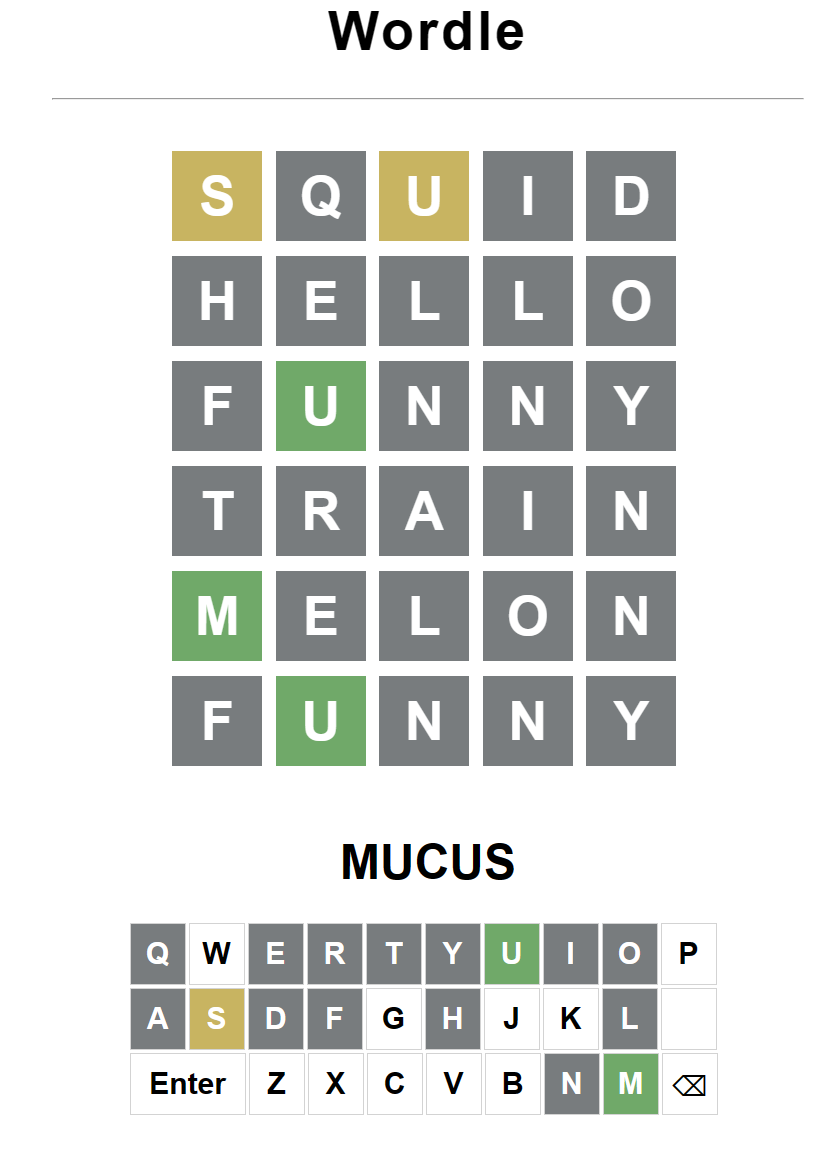 Wordle
S Q U I D
H E L L O
F U N N Y
T R A I N
M E L O N
F U N N Y
MUCUS
Q W E R T Y U I O P
A S D F G H J K L
Enter Z X C V B N M ⌫